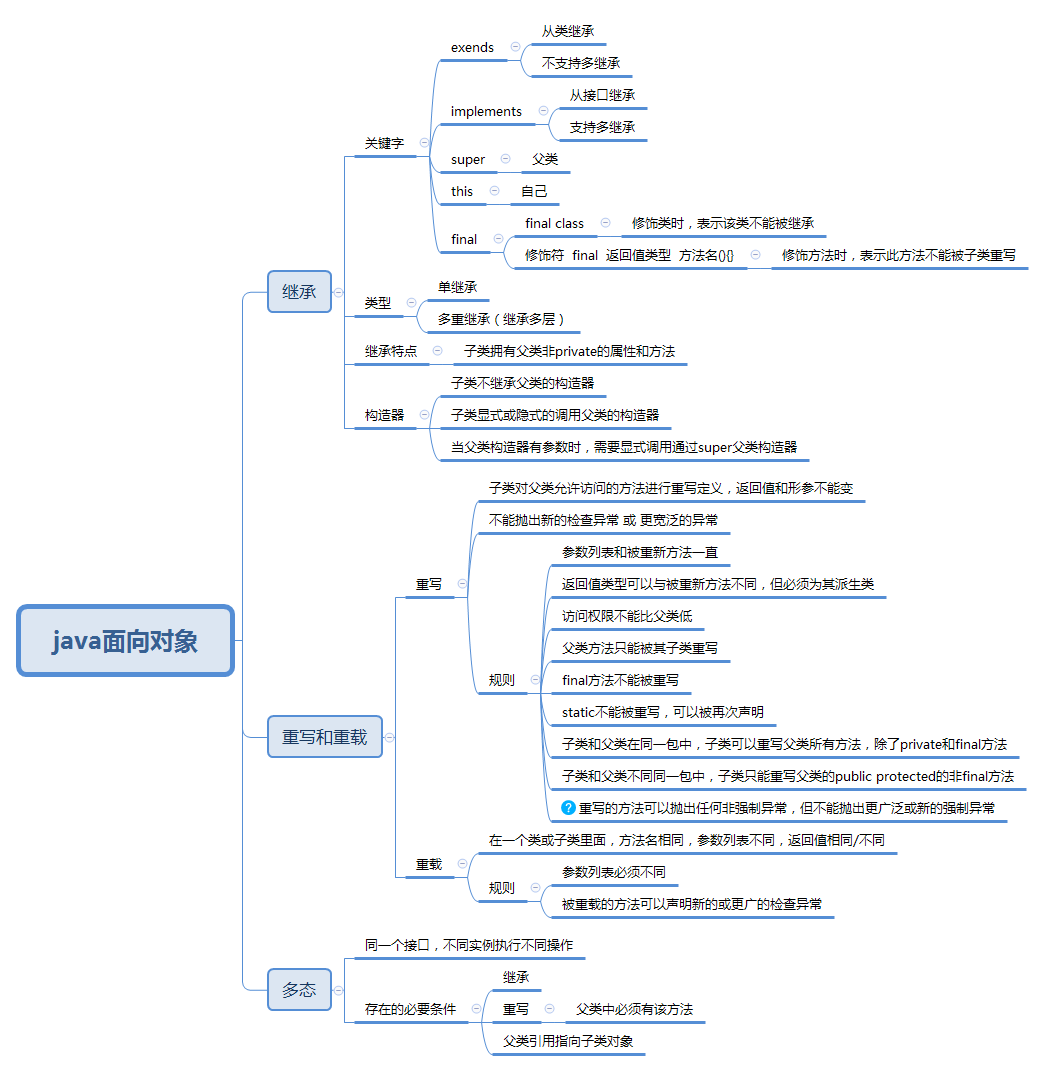 java面向对象
继承
关键字
exends
从类继承
不支持多继承
implements
从接口继承
支持多继承
super
父类
this
自己
final
final class
修饰类时，表示该类不能被继承
修饰符 final 返回值类型 方法名(){}
修饰方法时，表示此方法不能被子类重写
类型
单继承
多重继承（继承多层）
继承特点
子类拥有父类非private的属性和方法
构造器
子类不继承父类的构造器
子类显式或隐式的调用父类的构造器
当父类构造器有参数时，需要显式调用通过super父类构造器
重写和重载
重写
子类对父类允许访问的方法进行重写定义，返回值和形参不能变
不能抛出新的检查异常 或 更宽泛的异常
规则
参数列表和被重新方法一直
返回值类型可以与被重新方法不同，但必须为其派生类
访问权限不能比父类低
父类方法只能被其子类重写
final方法不能被重写
static不能被重写，可以被再次声明
子类和父类在同一包中，子类可以重写父类所有方法，除了private和final方法
子类和父类不同同一包中，子类只能重写父类的public protected的非final方法
? 重写的方法可以抛出任何非强制异常，但不能抛出更广泛或新的强制异常
重载
在一个类或子类里面，方法名相同，参数列表不同，返回值相同/不同
规则
参数列表必须不同
被重载的方法可以声明新的或更广的检查异常
多态
同一个接口，不同实例执行不同操作
存在的必要条件
继承
重写
父类中必须有该方法
父类引用指向子类对象